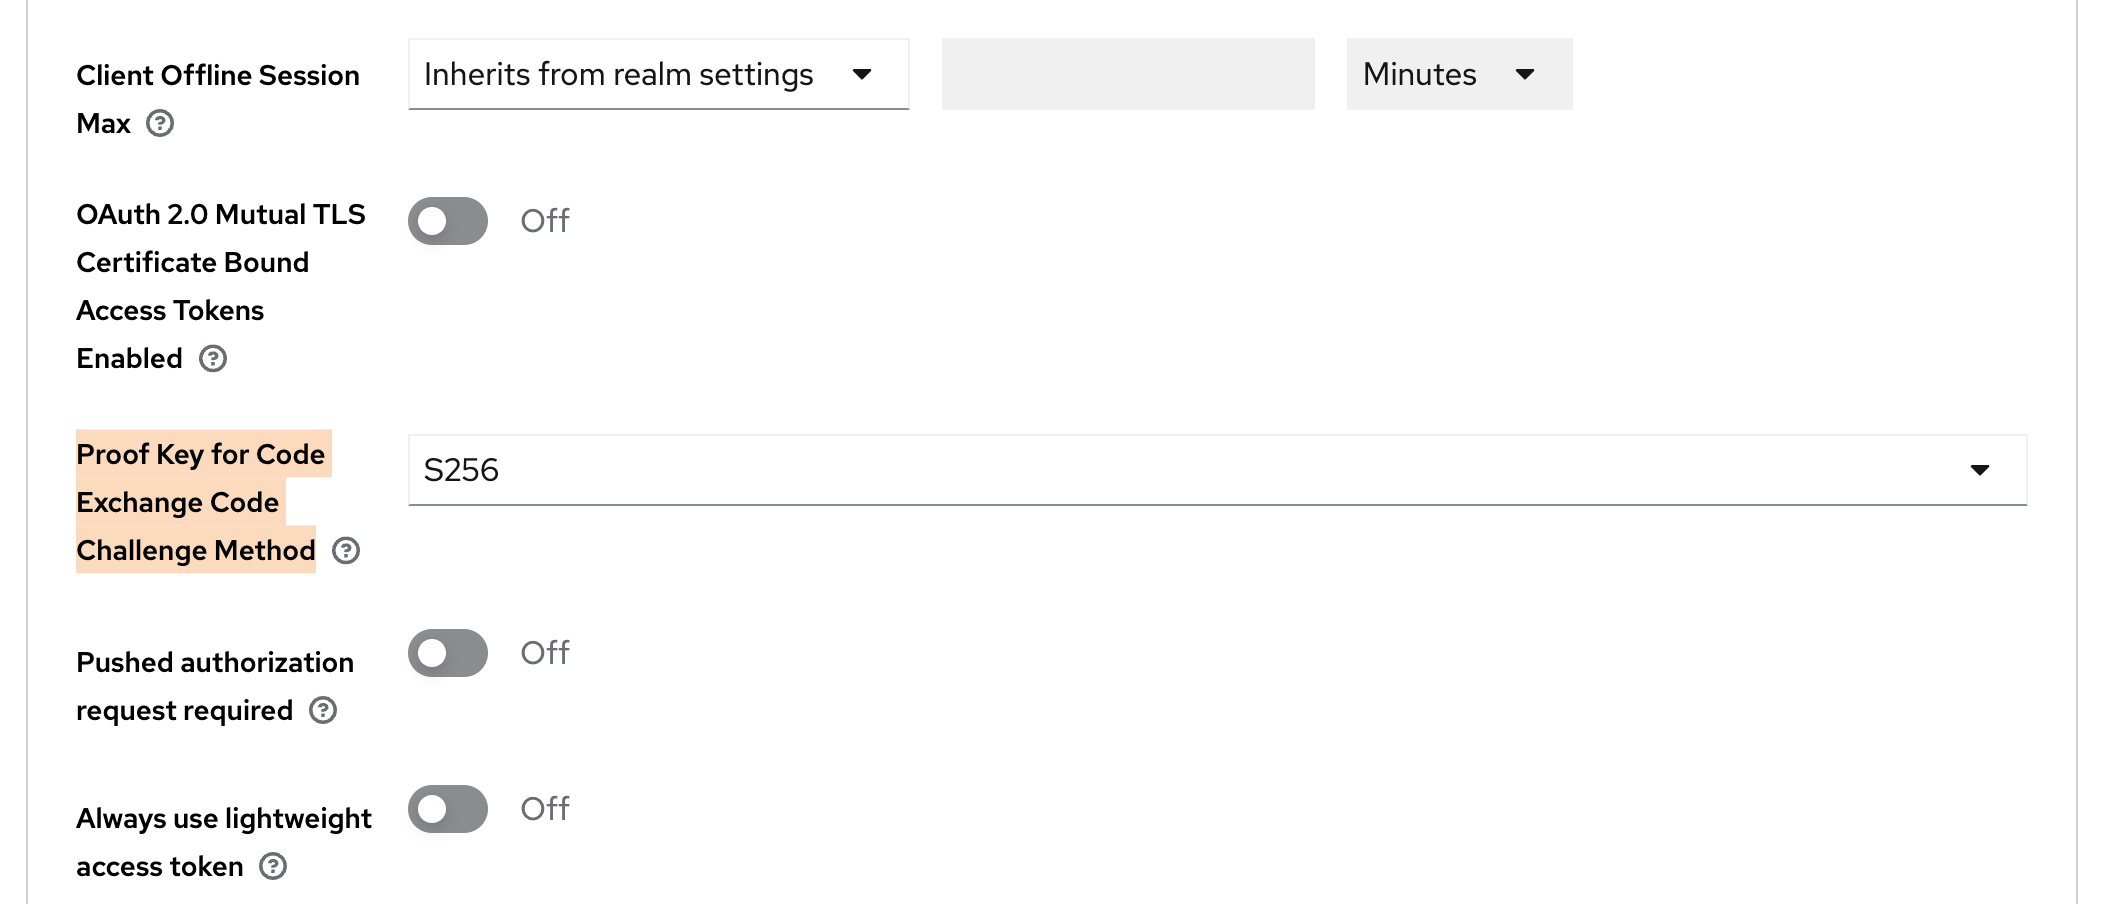 Client Offline Session
Max
Inherits from realm settings
Minutes
OAuth 2.0 Mutual TLS
Certificate Bound
Access Tokens
Enabled
Off
Proof Key for Code
Exchange Code
Challenge Method
S256
Pushed authorization
request required
Off
Always use lightweight
access token
Off